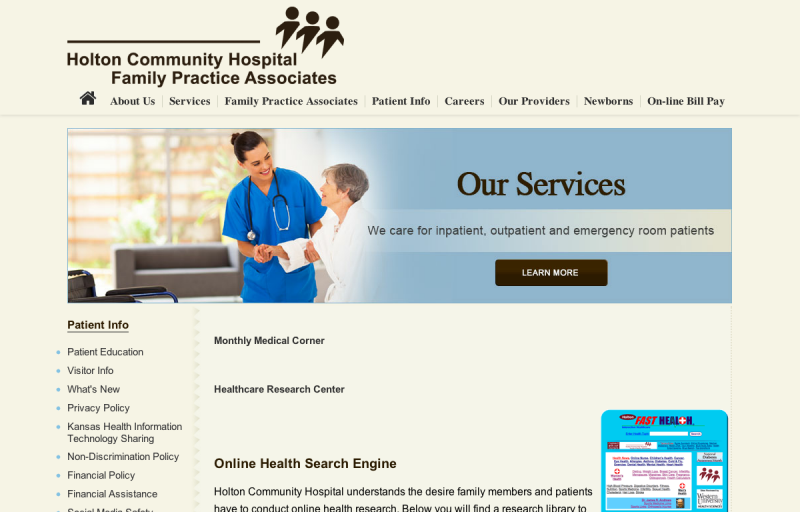 Holton Community Hospital
Family Practice Associates
About Us
Services
Family Practice Associates
Patient Info
Careers
Our Providers
Newborns
On-line Bill Pay
Our Services
We care for inpatient, outpatient and emergency room patients
LEARN MORE
Patient Info
Patient Education
Visitor Info
What's New
Privacy Policy
Kansas Health Information
Technology Sharing
Non-Discrimination Policy
Financial Policy
Financial Assistance
Social Media Safety
Monthly Medical Corner
Healthcare Research Center
Online Health Search Engine
Holton Community Hospital understands the desire family members and patients
have to conduct online health research. Below you will find a research library to
FAST HEALTH